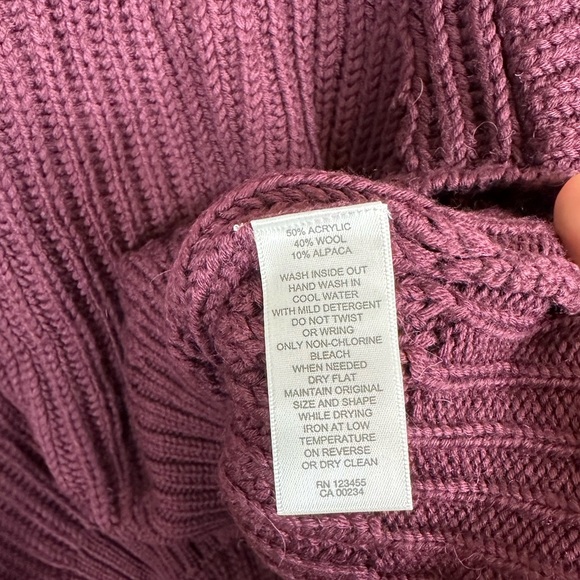 50% ACRYLIC
40% WOOL
10% ALPACA
WASH INSIDE OUT
HAND WASH IN
COOL WATER
WITH MILD DETERGENT
DO NOT TWIST
OR WRING
ONLY NON-CHLORINE
BLEACH
WHEN NEEDED
DRY FLAT
MAINTAIN ORIGINAL
SIZE AND SHAPE
WHILE DRYING
IRON AT LOW
TEMPERATURE
ON REVERSE
OR DRY CLEAN
RN 123455
CA 00234